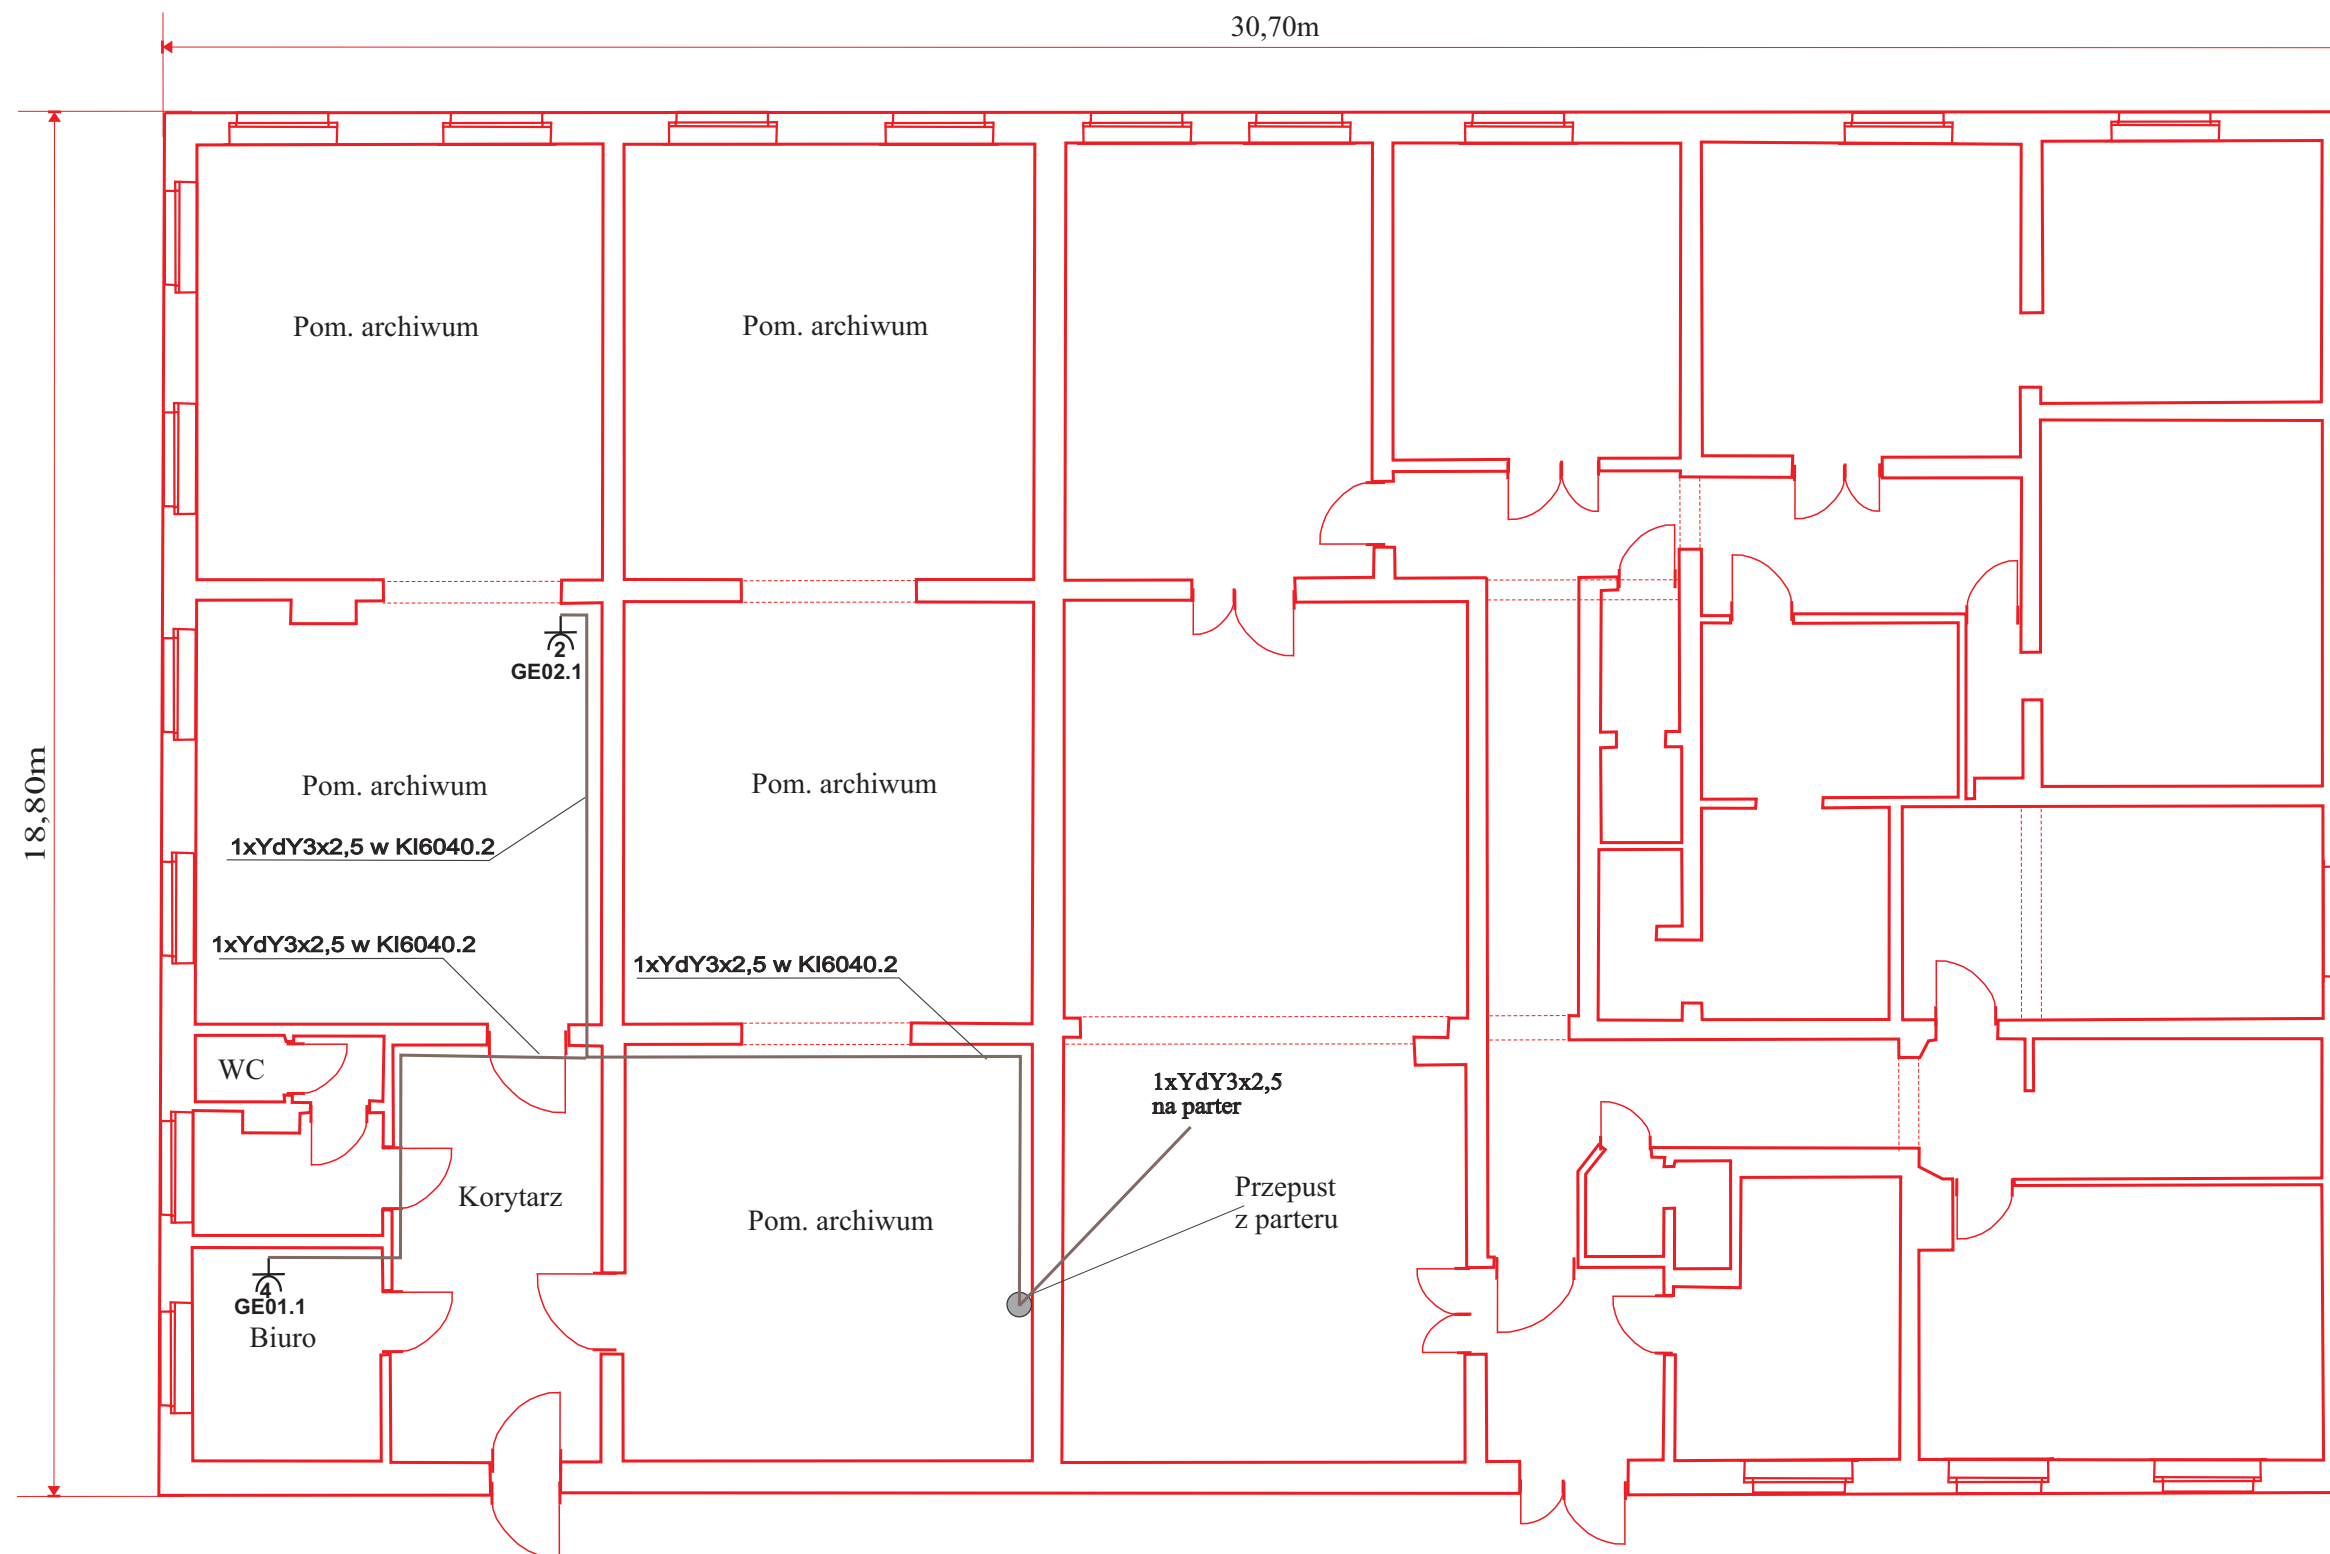 30,70m
Pom. archiwum
Pom. archiwum
2
GE02.1
18,80m
Pom. archiwum
Pom. archiwum
1xYdY3x2,5 w KI6040.2
1xYdY3x2,5 w KI6040.2
1xYdY3x2,5 w KI6040.2
WC
1xYdY3x2,5
na parter
Korytarz
Pom. archiwum
Przepust
z parteru
4
GE01.1
Biuro